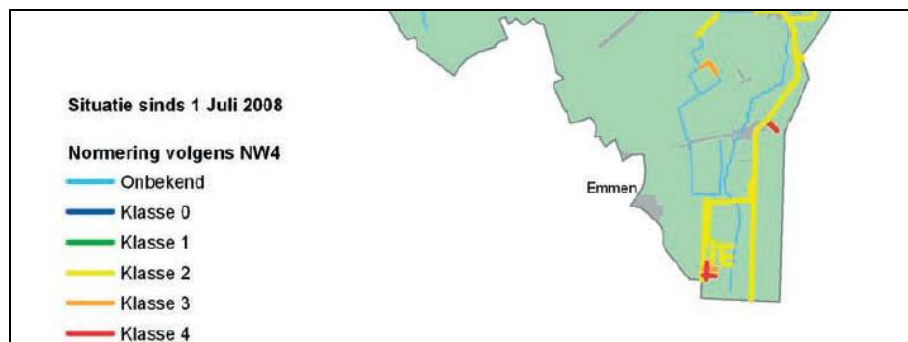 Situatie sinds 1 Juli 2008
Normering volgens NW4
Onbekend
Klasse 0
Klasse 1
Klasse 2
Klasse 3
Klasse 4
Emmen